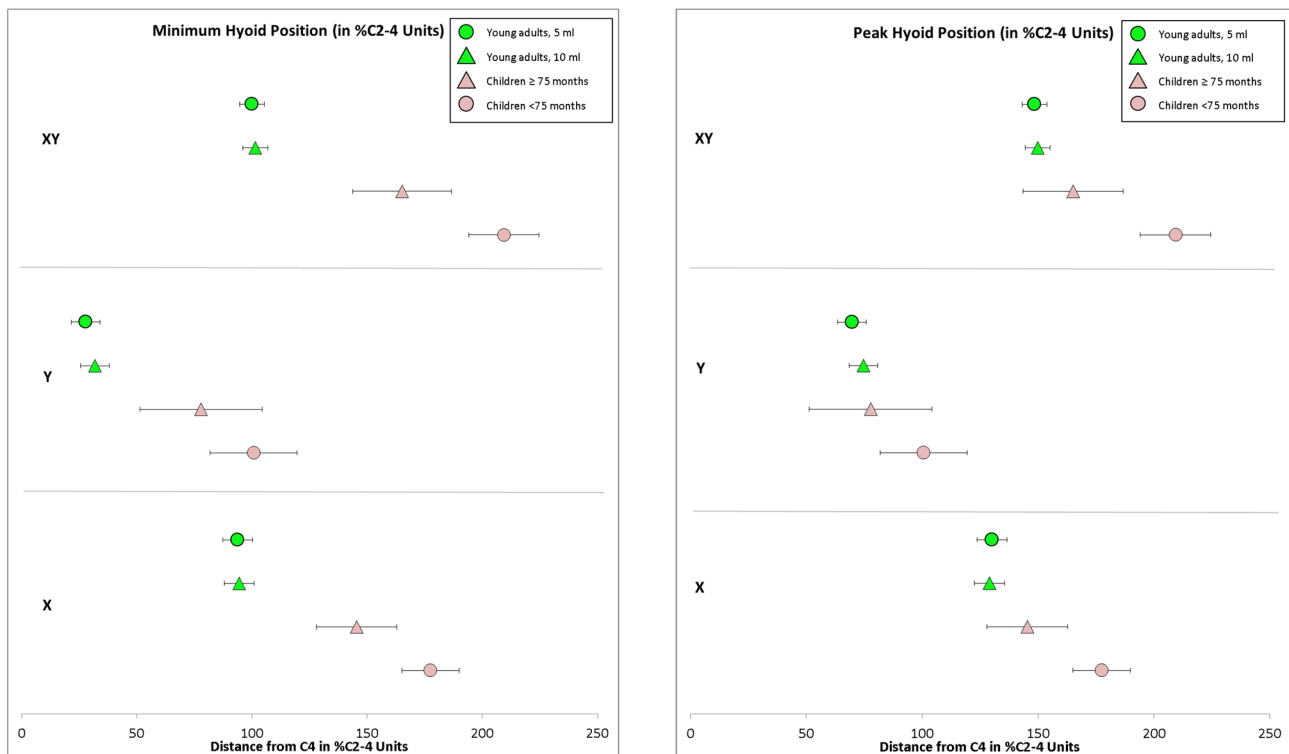 Minimum Hyoid Position (in %C2-4 Units)
Young adults, 5 ml
Young adults, 10 ml
Children ≥ 75 months
Children <75 months
XY
Y
X
0 50 100 150 200 250
Distance from C4 in %C2-4 Units
Peak Hyoid Position (in %C2-4 Units)
Young adults, 5 ml
Young adults, 10 ml
Children ≥ 75 months
Children <75 months
XY
Y
X
0 50 100 150 200 250
Distance from C4 in %C2-4 Units